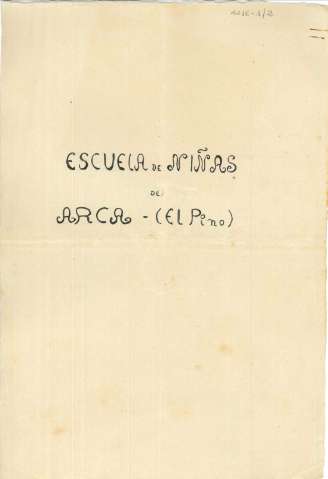 ESCUELA DE NIÑAS
DE
ARCA - (El Pino)